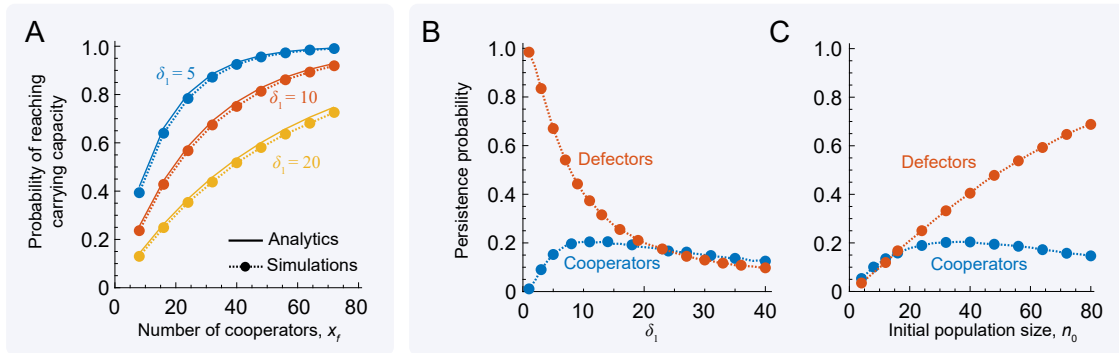 A
Probability of reaching
carrying capacity
1.0
0.8
0.6
0.4
0.2
0
δ₁ = 5
δ₁ = 10
δ₁ = 20
Analytics
Simulations
0 20 40 60 80
Number of cooperators, x_f
B
Persistence probability
1.0
0.8
0.6
0.4
0.2
0
Defectors
Cooperators
0 10 20 30 40
δ₁
C
1.0
0.8
0.6
0.4
0.2
0
Defectors
Cooperators
0 20 40 60 80
Initial population size, n₀